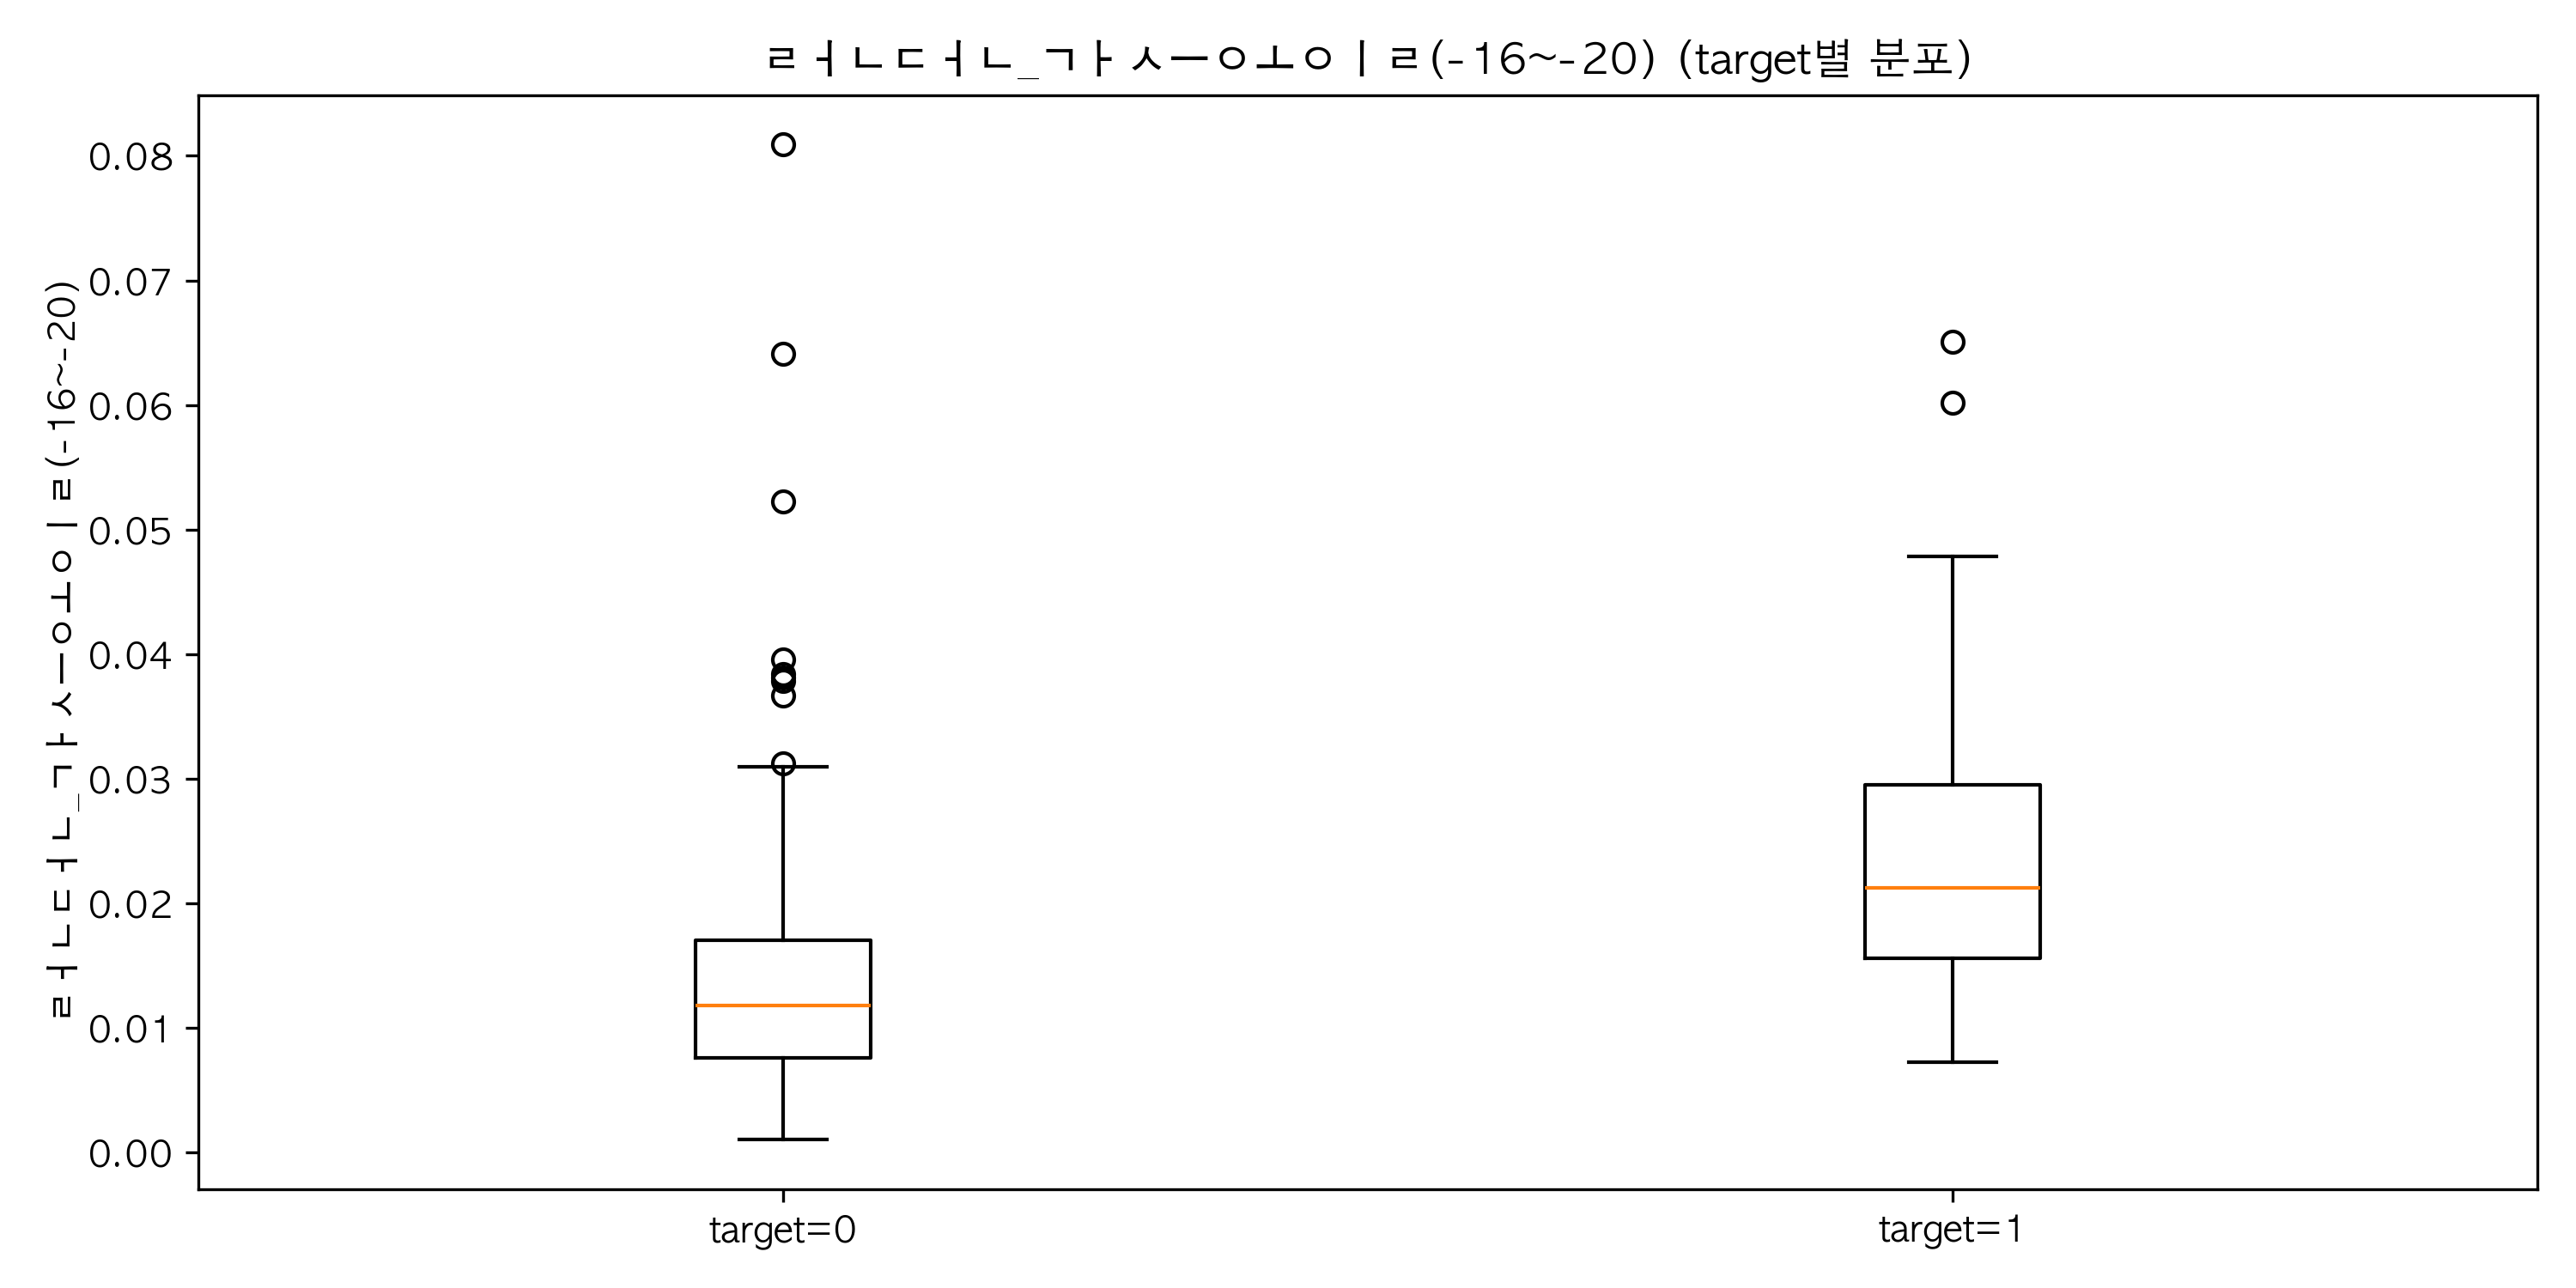 ㄹㅓㄴㄷㅓㄴ_ㄱㅏㅅㅡㅇㅗㅇㅣㄹ(-16~-20) (target별 분포)
ㄹㅓㄴㄷㅓㄴ_ㄱㅏㅅㅡㅇㅗㅇㅣㄹ(-16~-20)
0.08
0.07
0.06
0.05
0.04
0.03
0.02
0.01
0.00
target=0
target=1